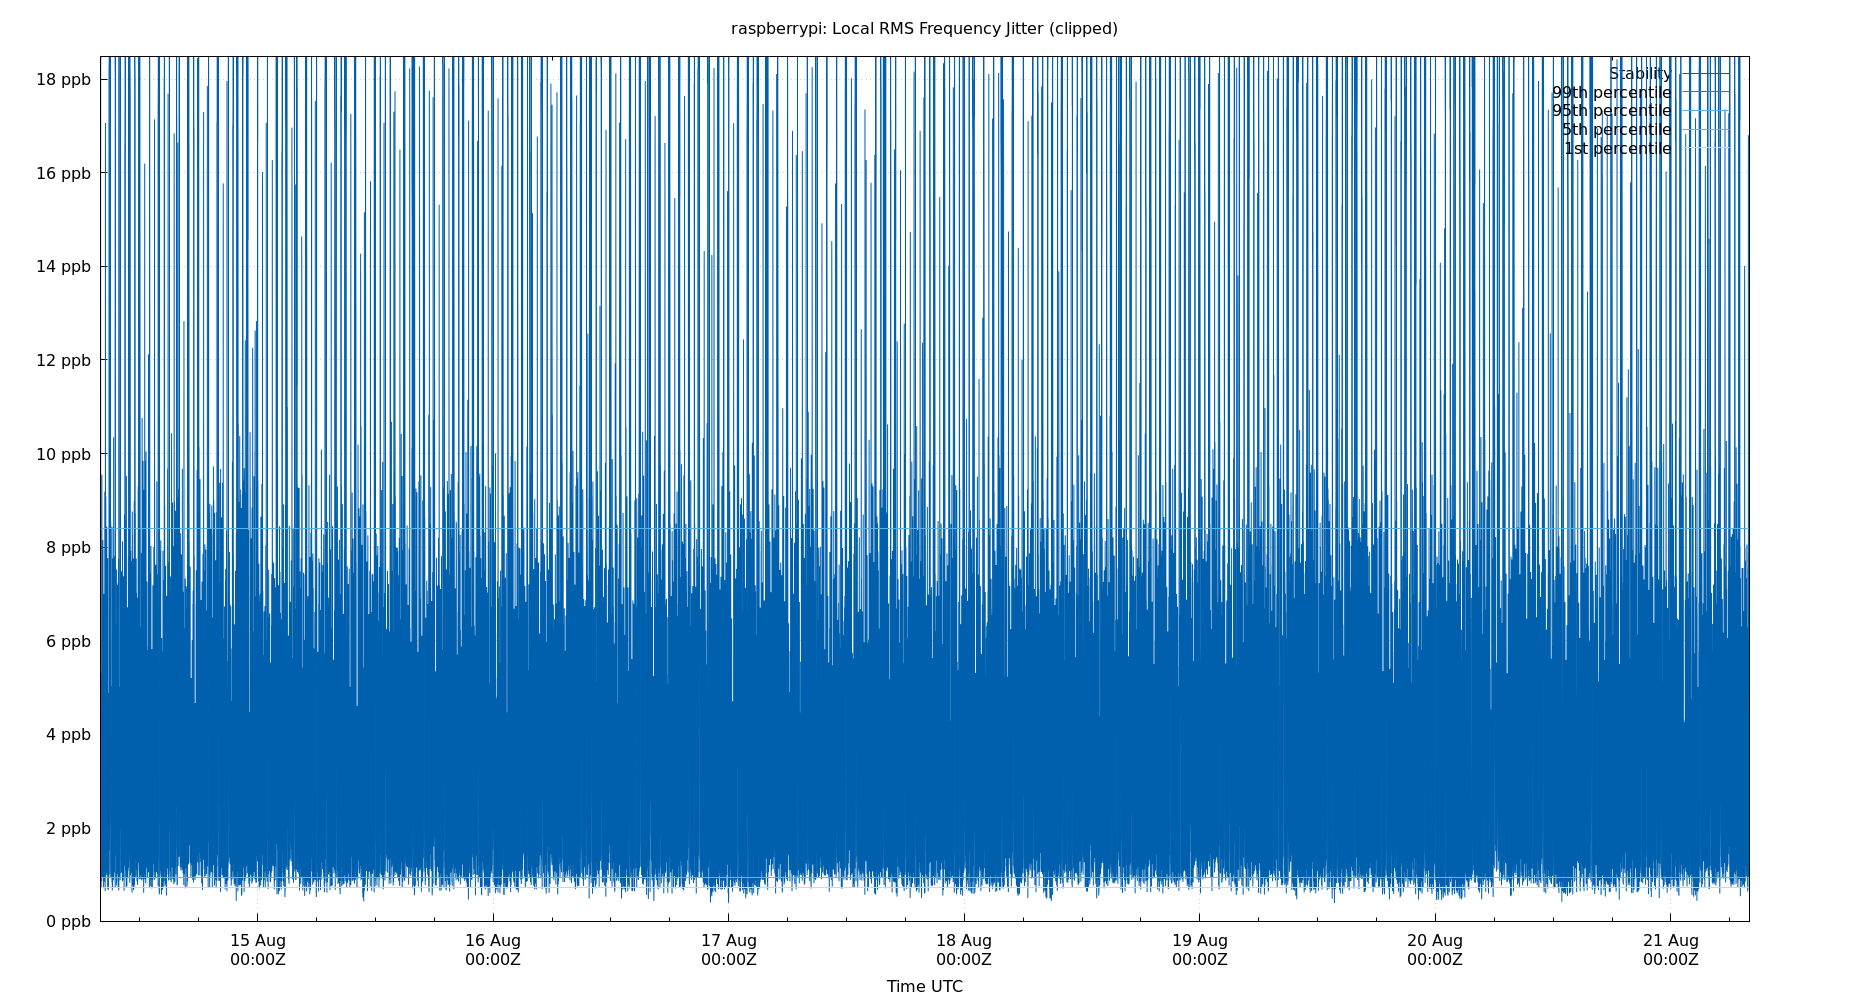 raspberrypi: Local RMS Frequency Jitter (clipped)
18 ppb
16 ppb
14 ppb
12 ppb
10 ppb
8 ppb
6 ppb
4 ppb
2 ppb
0 ppb
Stability
99th percentile
95th percentile
5th percentile
1st percentile
15 Aug
00:00Z
16 Aug
00:00Z
17 Aug
00:00Z
18 Aug
00:00Z
19 Aug
00:00Z
20 Aug
00:00Z
21 Aug
00:00Z
Time UTC